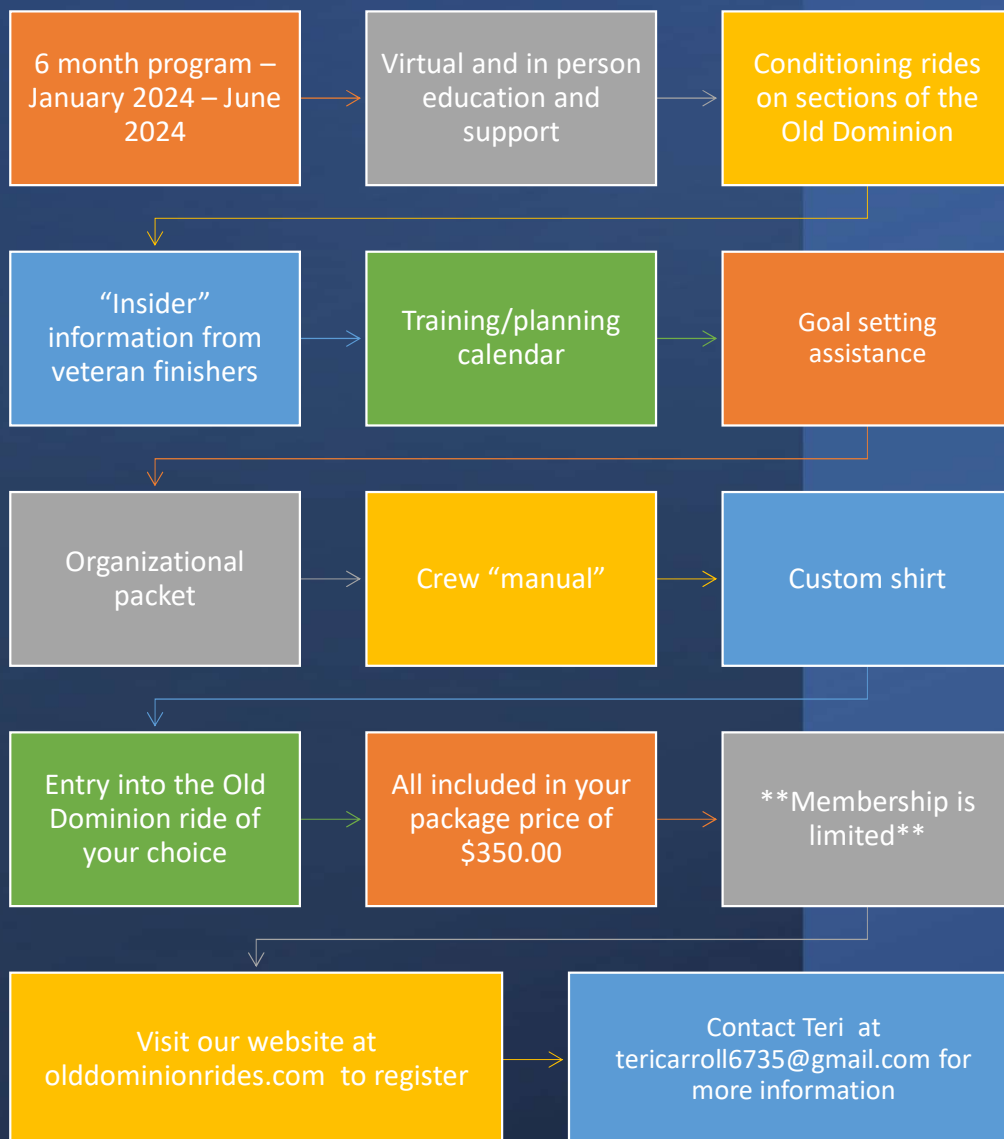 6 month program –
January 2024 – June
2024
Virtual and in person
education and
support
Conditioning rides
on sections of the
Old Dominion
“Insider”
information from
veteran finishers
Training/planning
calendar
Goal setting
assistance
Organizational
packet
Crew “manual”
Custom shirt
Entry into the Old
Dominion ride of
your choice
All included in your
package price of
$350.00
**Membership is
limited**
Visit our website at
olddominionrides.com to register
Contact Teri at
tericarroll6735@gmail.com for
more information